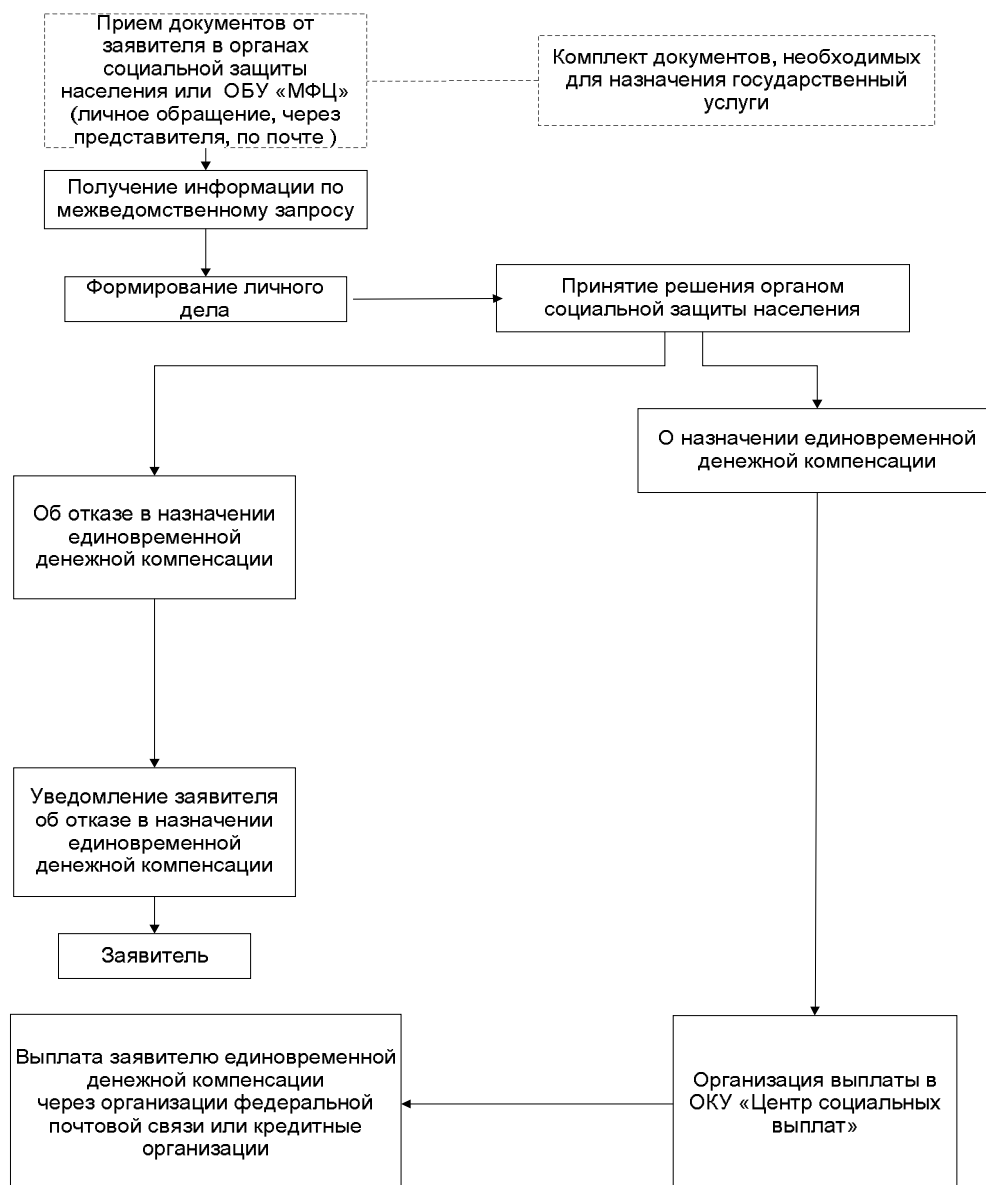 Прием документов от
заявителя в органах
социальной защиты
населения или ОБУ «МФЦ»
(личное обращение, через
представителя, по почте )
Комплект документов, необходимых
для назначения государственный
услуги
Получение информации по
межведомственному запросу
Формирование личного
дела
Принятие решения органом
социальной защиты населения
О назначении единовременной
денежной компенсации
Об отказе в назначении
единовременной
денежной компенсации
Уведомление заявителя
об отказе в назначении
единовременной
денежной компенсации
Заявитель
Выплата заявителю единовременной
денежной компенсации
через организации федеральной
почтовой связи или кредитные
организации
Организация выплаты в
ОКУ «Центр социальных
выплат»